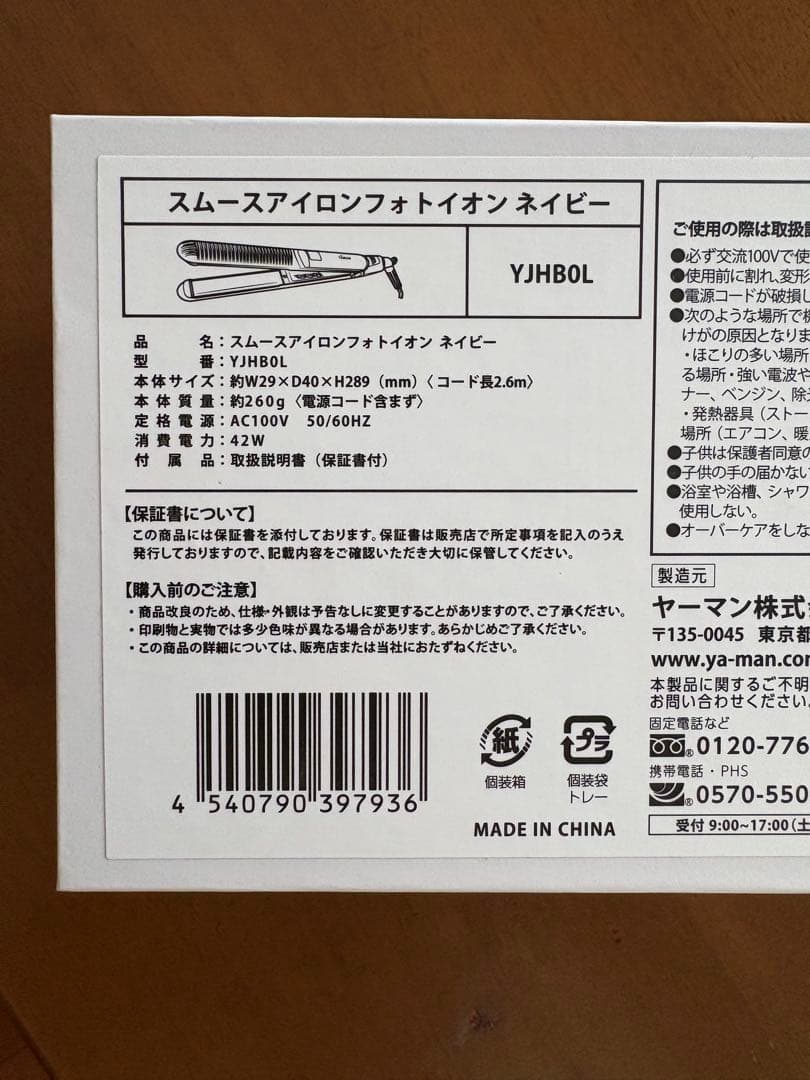 スムースアイロンフォトイオン ネイビー
YJHB0L
品名：スムースアイロンフォトイオン ネイビー
型番：YJHB0L
本体サイズ：約W29×D40×H289（mm）〈コード長2.6m〉
本体質量：約260g〈電源コード含まず〉
定格電源：AC100V 50/60HZ
消費電力：42W
付属品：取扱説明書（保証書付）
【保証書について】
この商品には保証書を添付しております。保証書は販売店で所定事項を記入のうえ
発行しておりますので、記載内容をご確認いただき大切に保管してください。
【購入前のご注意】
・商品改良のため、仕様・外観は予告なしに変更することがありますので、ご了承ください。
・印刷物と実物では多少色味が異なる場合があります。あらかじめご了承ください。
・この商品の詳細については、販売店または当社におたずねください。
4 540790 397936
紙
個装箱
プラ
個装袋
トレー
MADE IN CHINA
ご使用の際は取扱
●必ず交流100Vで使
●使用前に割れ、変形
●電源コードが破損し
●次のような場所で
けがの原因となりま
・ほこりの多い場所
る場所・強い電波や
ナー、ベンジン、除
・発熱器具（ストー
場所（エアコン、暖
●子供は保護者同意の
●子供の手の届かない
●浴室や浴槽、シャワ
使用しない。
●オーバーケアをしな
製造元
ヤーマン株式
〒135-0045 東京都
www.ya-man.co
本製品に関するご不明
お問い合わせください。
固定電話など
0120-776
携帯電話・PHS
0570-550
受付 9:00~17:00（土